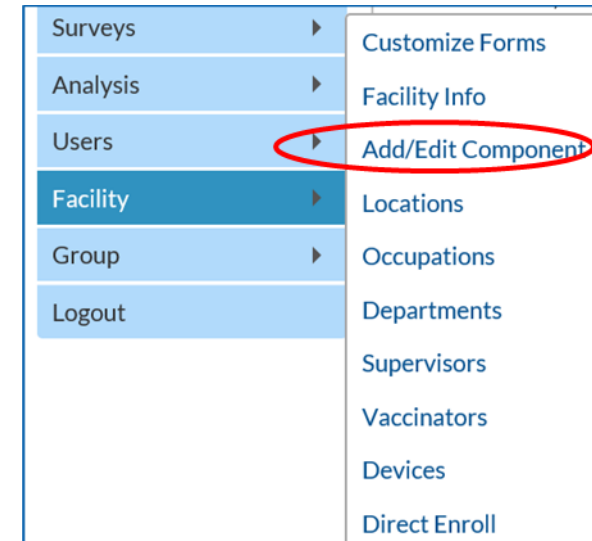 Surveys
Analysis
Users
Facility
Group
Logout
Customize Forms
Facility Info
Add/Edit Component
Locations
Occupations
Departments
Supervisors
Vaccinators
Devices
Direct Enroll